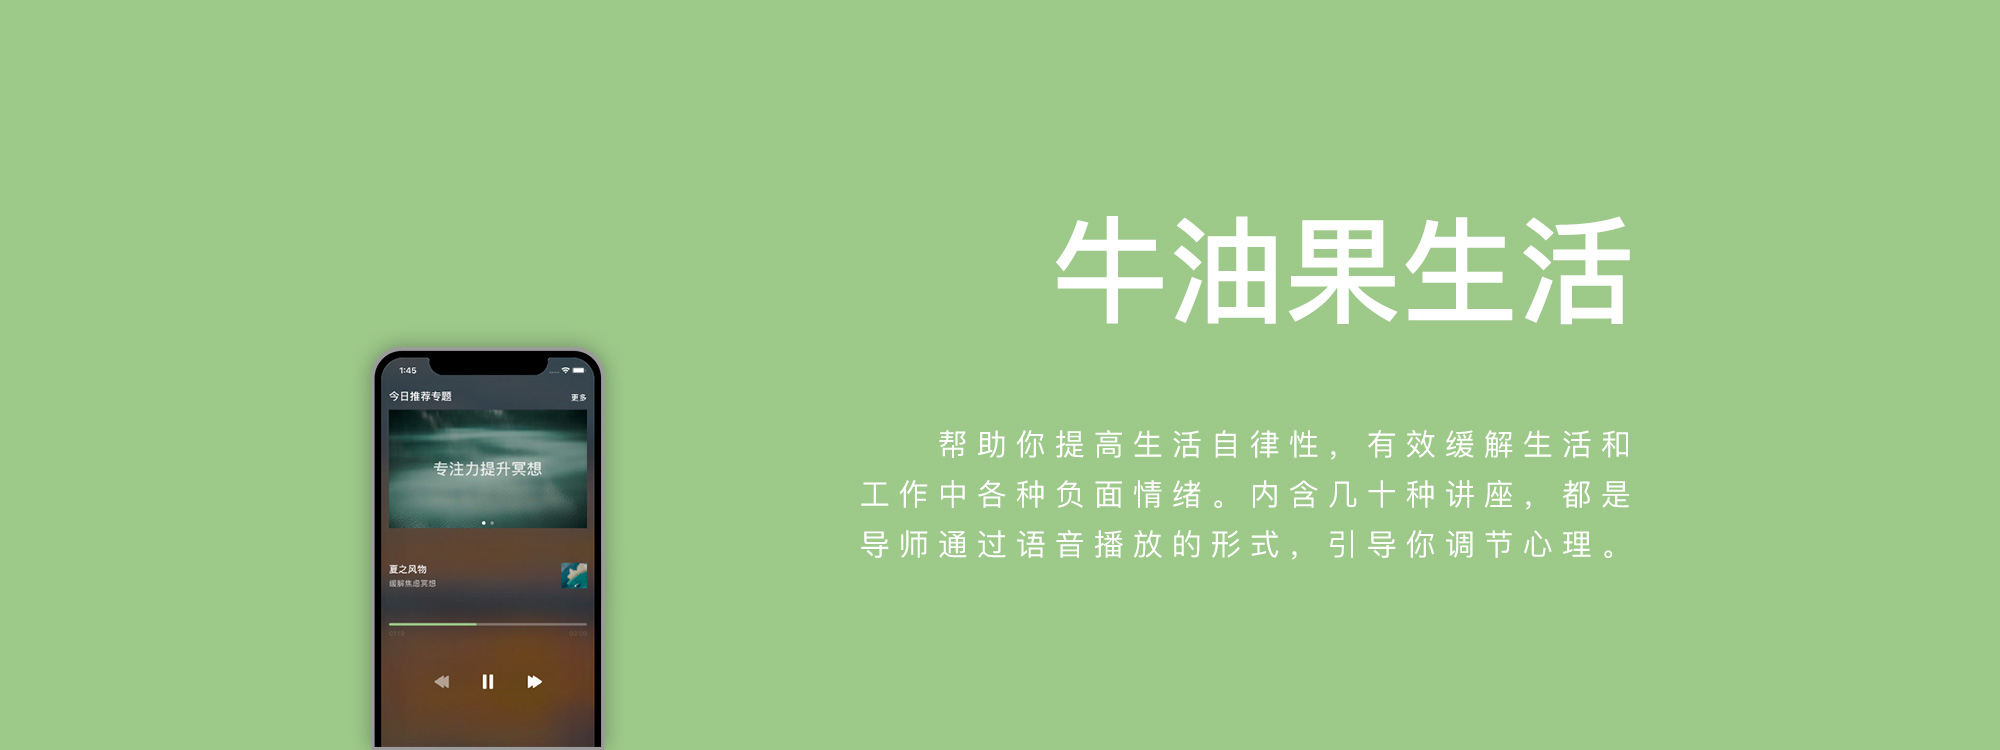 牛油果生活
帮助你提高生活自律性，有效缓解生活和
工作中各种负面情绪。内含几十种讲座，都是
导师通过语音播放的形式，引导你调节心理。
1:45
今日推荐专题
更多
专注力提升冥想
夏之风物
缓解焦虑冥想